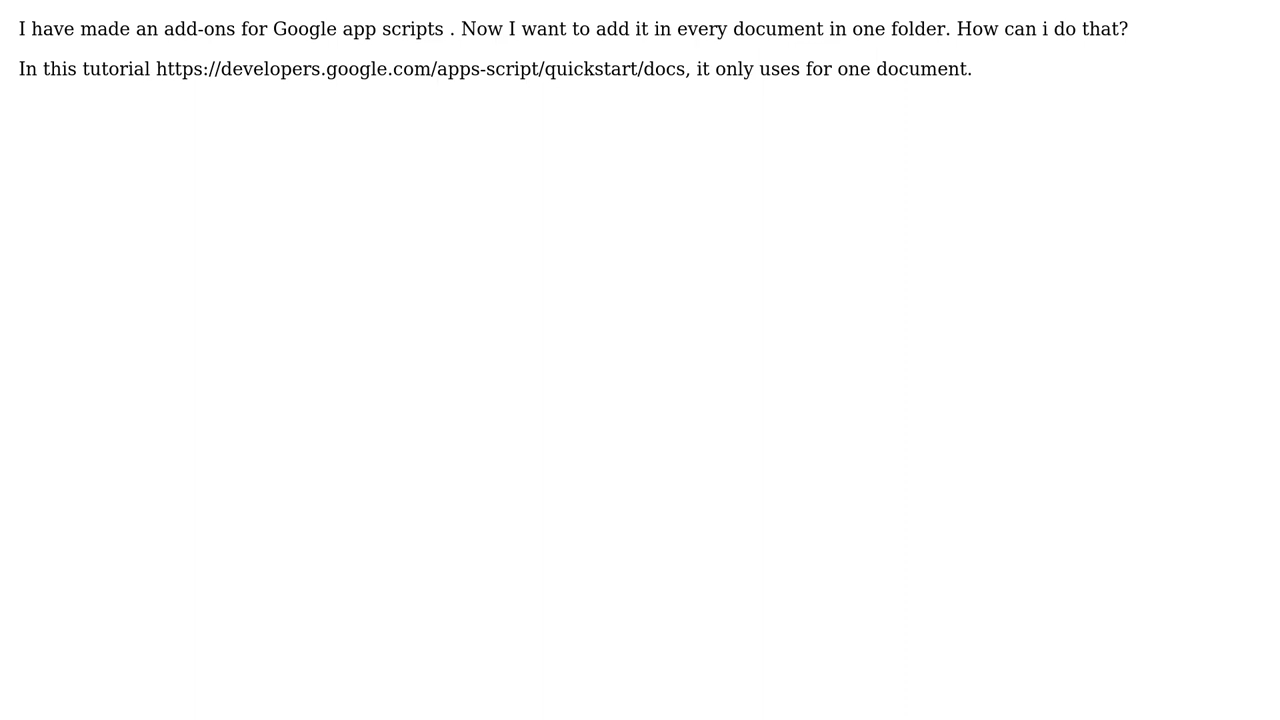 I have made an add-ons for Google app scripts . Now I want to add it in every document in one folder. How can i do that?
In this tutorial https://developers.google.com/apps-script/quickstart/docs, it only uses for one document.